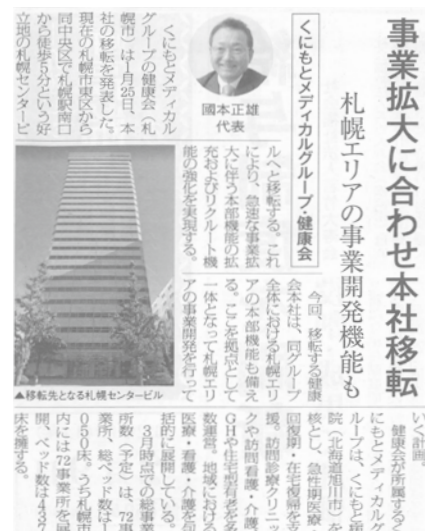 事業拡大に合わせ本社移転
札幌エリアの事業開発機能も
くにもとメディカルグループ・健康会
國本正雄
代表
くにもとメディカル
グループの健康会(札
幌市)は1月25日、本
社の移転を発表した。
現在の札幌市東区から
同中央区で札幌駅南口
から徒歩5分という好
立地の札幌センタービ
ルへと移転する。これ
により、急速な事業拡
大に伴う本部機能の拡
充およびリクルート機
能の強化を実現する。
今回、移転する健康
会本社は、同グループ
全体における札幌エリ
アの本部機能も備え
る。ここを拠点として
一体となって札幌エリ
アの事業開発を行って
▲移転先となる札幌センタービル
いく計画。
健康会が所属する
にもとメディカル
ループは、くにもと病
院(北海道旭川市)を
核とし、急性期医
回復期・在宅復帰支
援。訪問診療クリニッ
クや訪問看護・介護、
GHや住宅型有老を多
数運営。地域における
医療・看護・介護を包
括的に展開している。
3月時点での総事業
所数(予定)は、72事
業所、総ベッド数は1
050床。うち札幌市
内には72事業所を展
開、ベッド数は437
床を擁する。